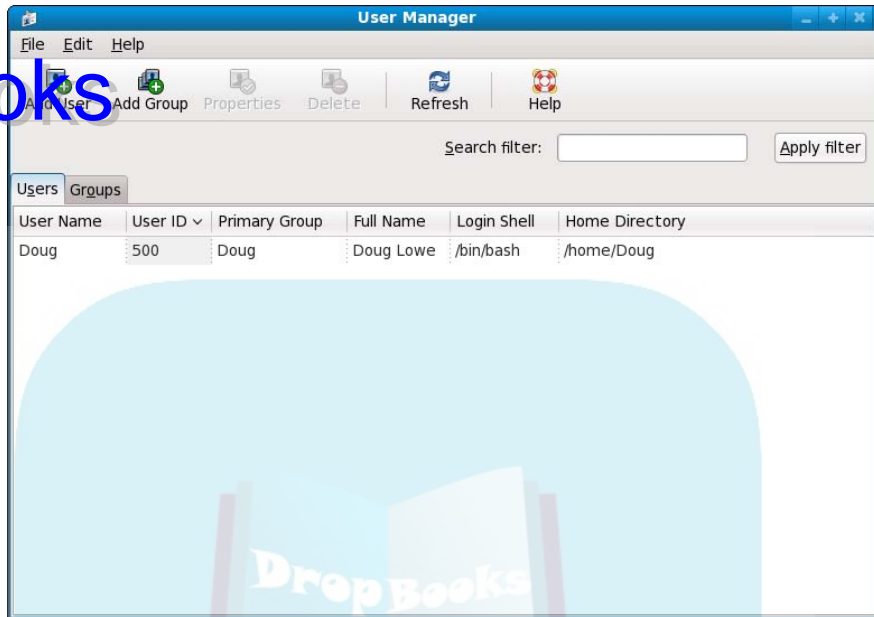 User Manager
File Edit Help
Add User Add Group Properties Delete Refresh Help
oks
Search filter: Apply filter
Users Groups
User Name User ID Primary Group Full Name Login Shell Home Directory
Doug 500 Doug Doug Lowe /bin/bash /home/Doug
DropBooks